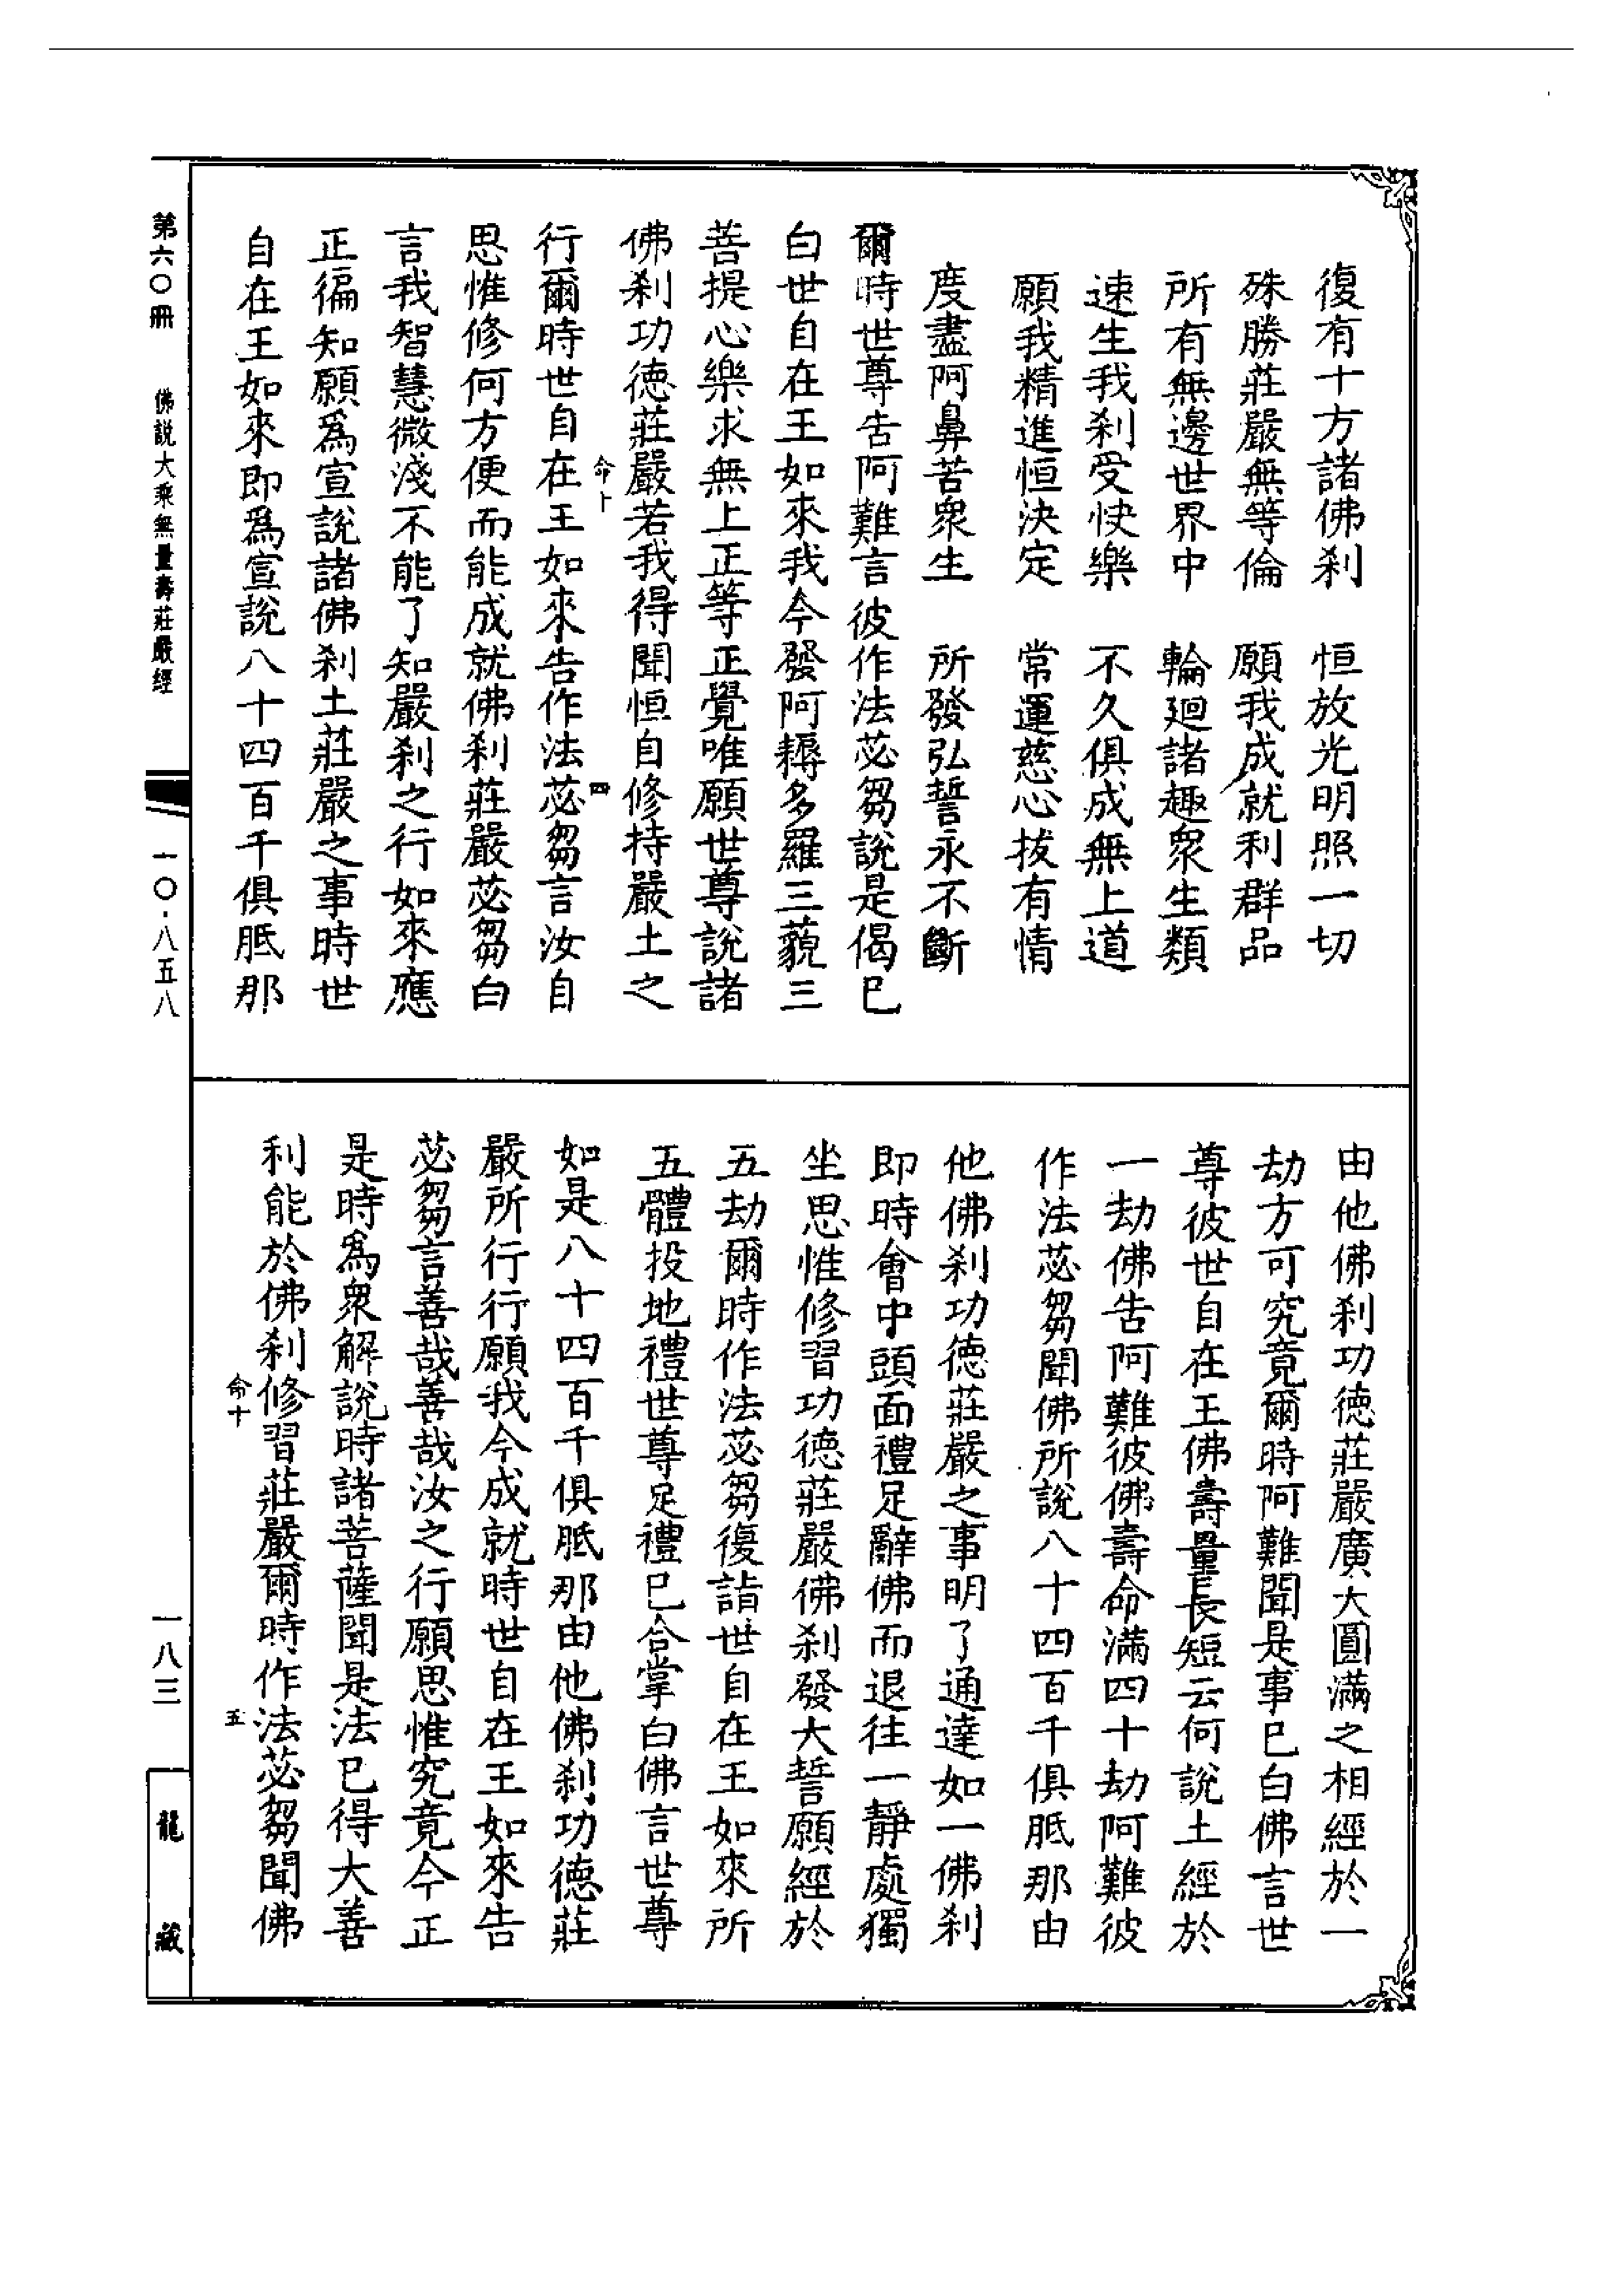 復有十方諸佛刹　恒放光明照一切
殊勝莊嚴無等倫　願我成就利群品
所有無邊世界中　輪廻諸趣衆生類
速生我刹受快樂　不久俱成無上道
願我精進恒決定　常運慈心拔有情
度盡阿鼻苦衆生　所發弘誓永不斷
爾時世尊告阿難言彼作法苾芻說是偈已
白世自在王如來我今發阿耨多羅三藐三
菩提心樂求無上正等正覺唯願世尊說諸
佛刹功德莊嚴若我得聞恒自修持嚴土之
命十　四
行爾時世自在王如來告作法苾芻言汝自
思惟修何方便而能成就佛刹莊嚴苾芻白
言我智慧微淺不能了知嚴刹之行如來應
正徧知願爲宣說諸佛刹土莊嚴之事時世
自在王如來即爲宣說八十四百千俱胝那
由他佛刹功德莊嚴廣大圓滿之相經於一
劫方可究竟爾時阿難聞是事已白佛言世
尊彼世自在王佛壽量長短云何說土經於
一劫佛告阿難彼佛壽命滿四十劫阿難彼
作法苾芻聞佛所說八十四百千俱胝那由
他佛刹功德莊嚴之事明了通達如一佛刹
即時會中頭面禮足辭佛而退往一靜處獨
坐思惟修習功德莊嚴佛刹發大誓願經於
五劫爾時作法苾芻復詣世自在王如來所
五體投地禮世尊足禮已合掌白佛言世尊
如是八十四百千俱胝那由他佛刹功德莊
嚴所行行願我今成就時世自在王如來告
苾芻言善哉善哉汝之行願思惟究竟今正
是時爲衆解說時諸菩薩聞是法已得大善
利能於佛刹修習莊嚴爾時作法苾芻聞佛
命十　五
第六〇冊　佛説大乘無量壽莊嚴經　一〇·八五八
一八三
龍藏